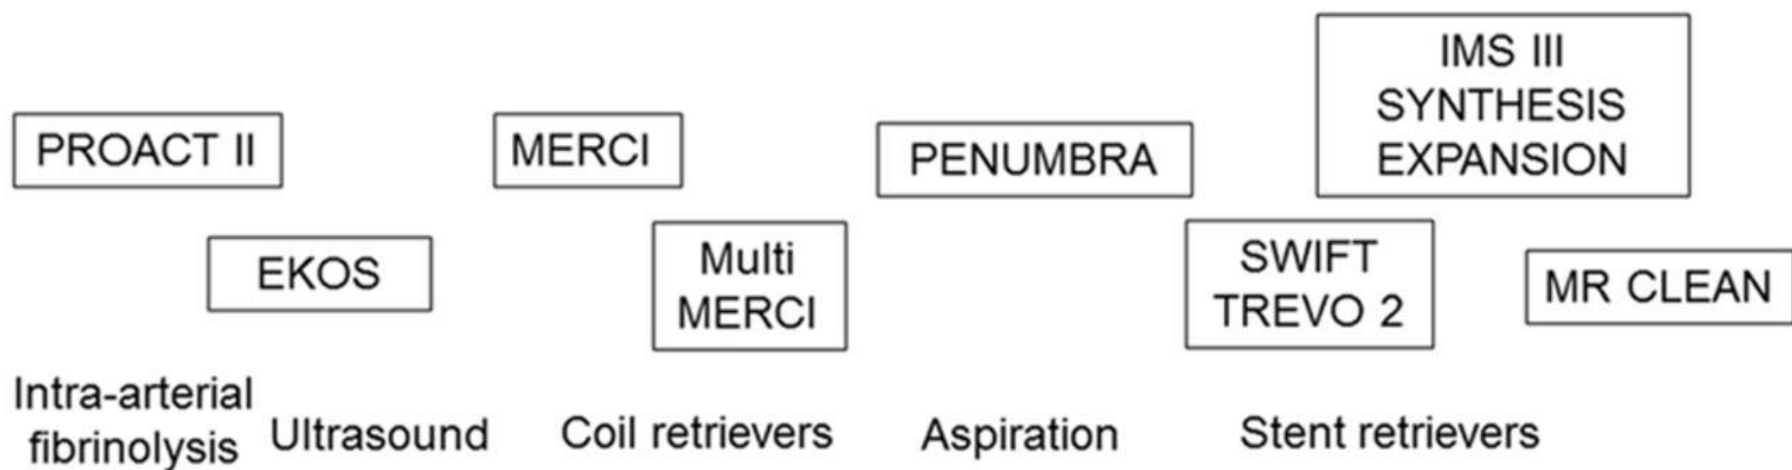 PROACT II
EKOS
MERCI
Multi
MERCI
PENUMBRA
SWIFT
TREVO 2
IMS III
SYNTHESIS
EXPANSION
MR CLEAN
Intra-arterial
fibrinolysis
Ultrasound
Coil retrievers
Aspiration
Stent retrievers